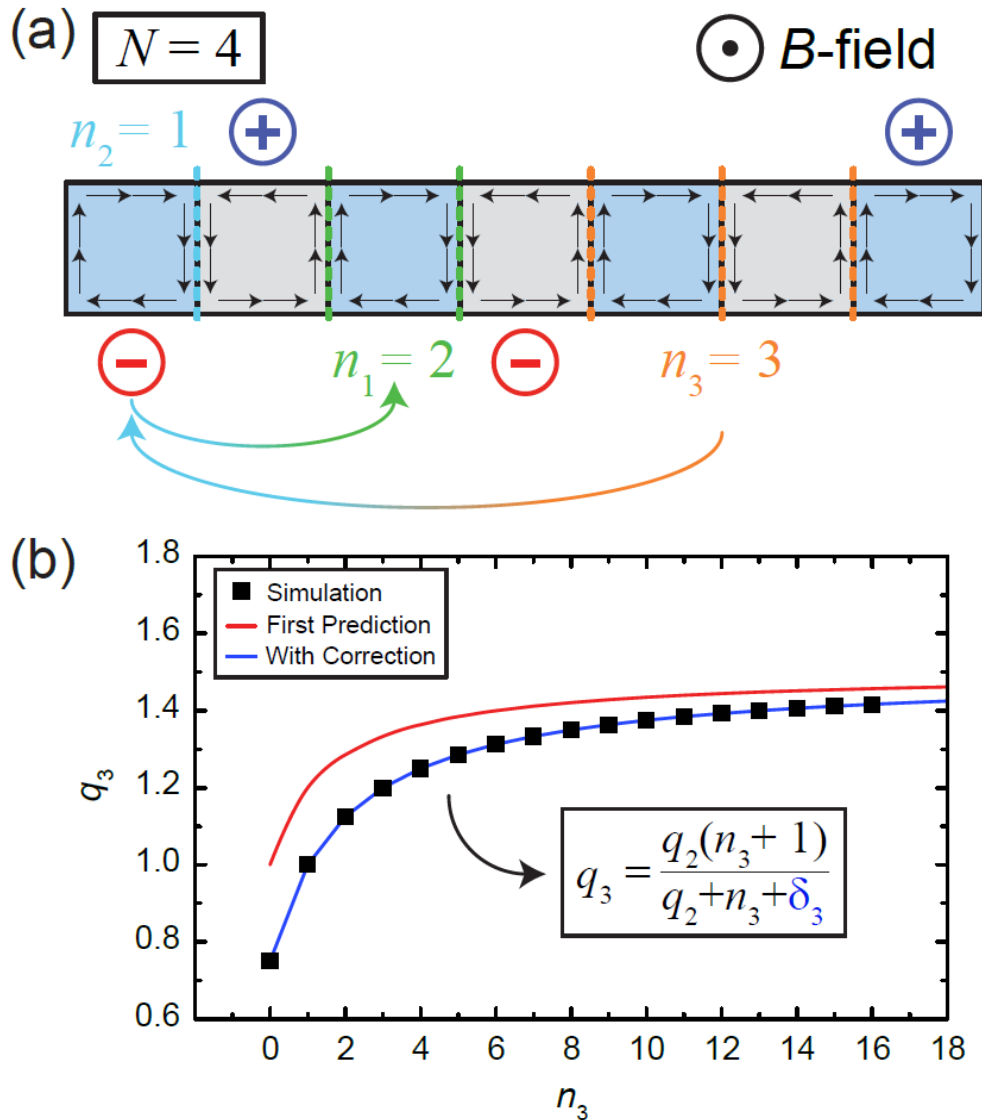 (a) N = 4 B-field
n₂ = 1 + +
− n₁ = 2 − n₃ = 3
(b)
1.8
1.6
1.4
1.2
1.0
0.8
0.6
q₃
Simulation
First Prediction
With Correction
q₃ = q₂(n₃+ 1) / q₂+n₃+δ₃
0 2 4 6 8 10 12 14 16 18
n₃